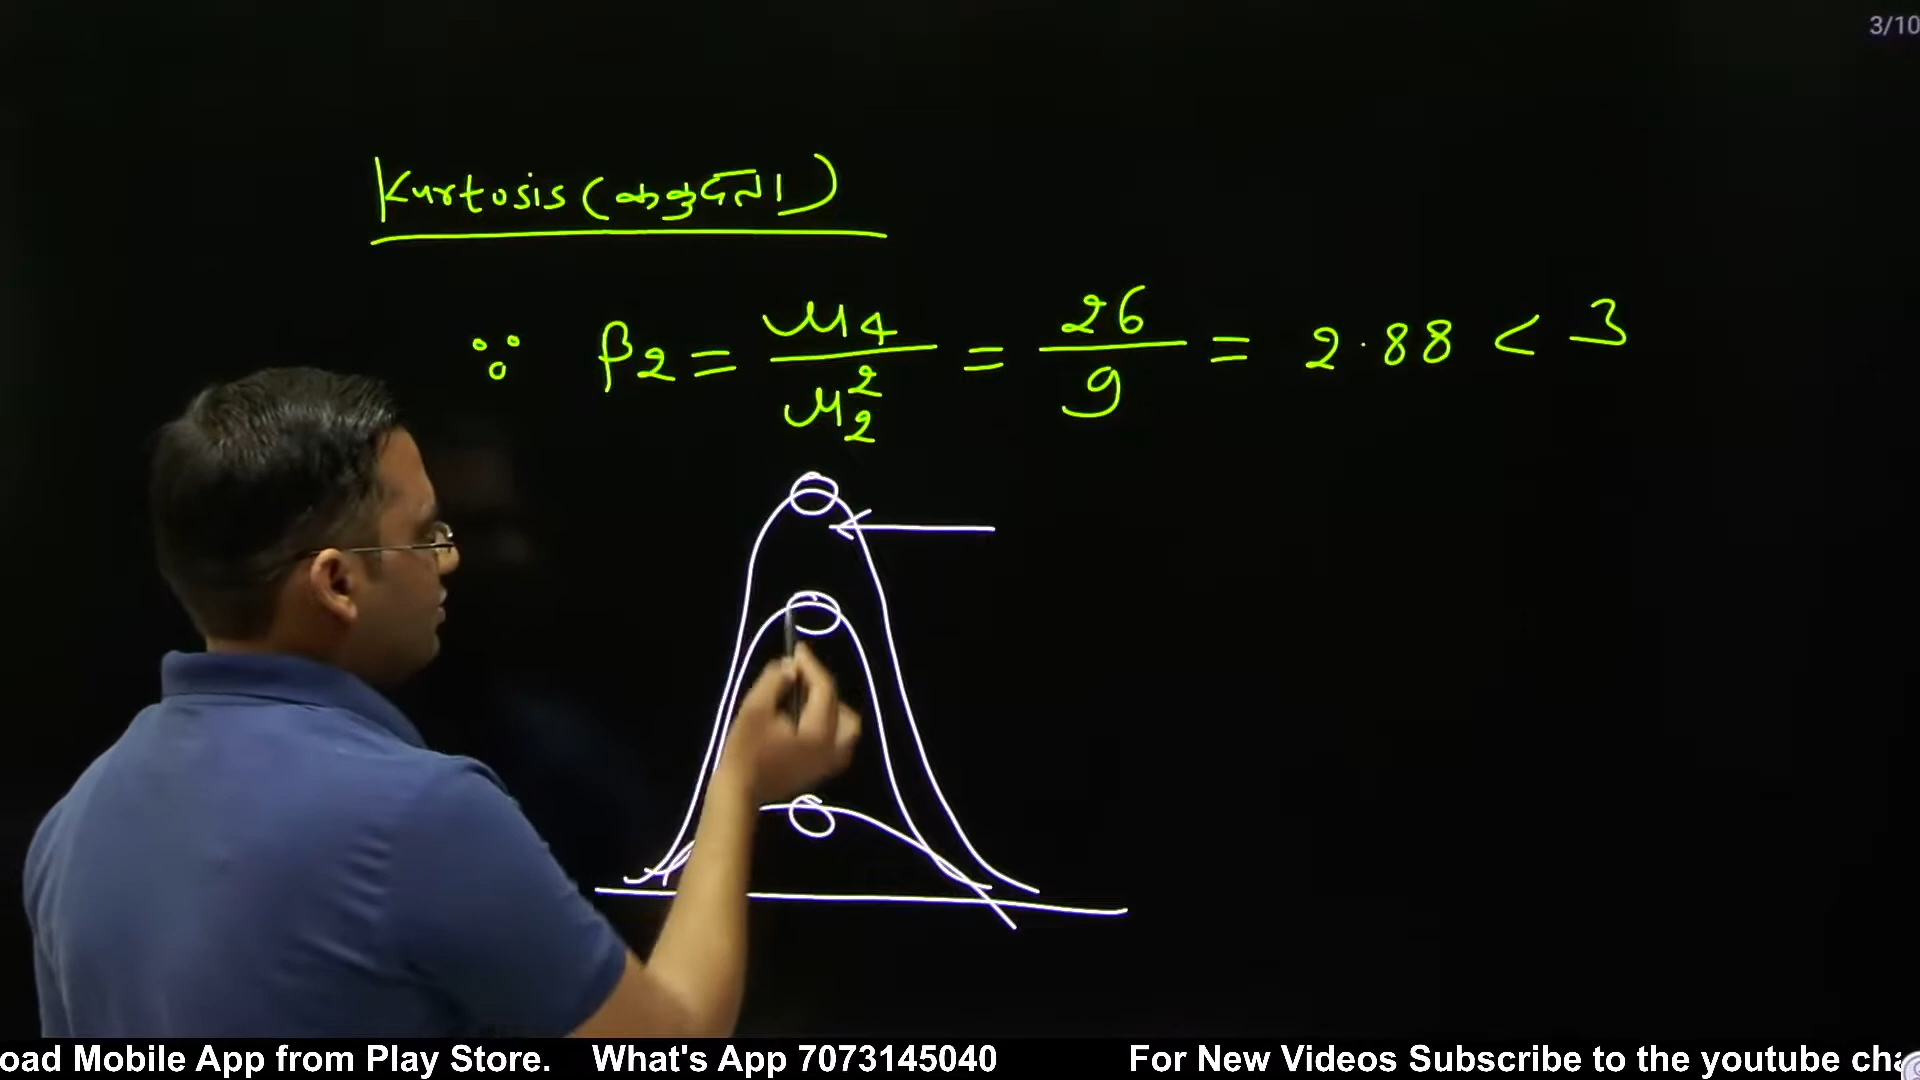 3/10
Kurtosis (ककुदता)
∵ β2 = μ4/μ2² = 26/9 = 2.88 < 3
oad Mobile App from Play Store. What's App 7073145040 For New Videos Subscribe to the youtube cha